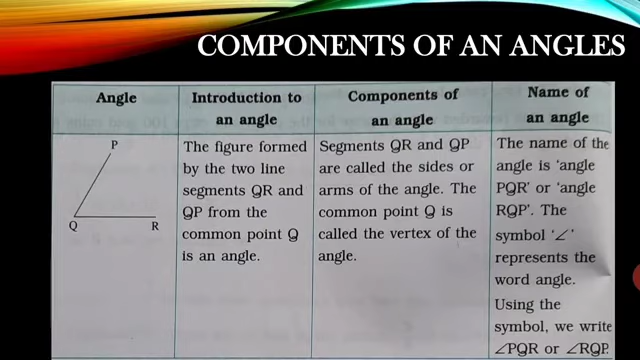 COMPONENTS OF AN ANGLES
Angle
Introduction to
an angle
Components of
an angle
Name of
an angle
P
Q
R
The figure formed
by the two line
segments QR and
QP from the
common point Q
is an angle.
Segments QR and QP
are called the sides or
arms of the angle. The
common point Q is
called the vertex of the
angle.
The name of the
angle is 'angle
PQR' or 'angle
RQP'. The
symbol '∠'
represents the
word angle.
Using the
symbol, we write
∠PQR or ∠RQP.